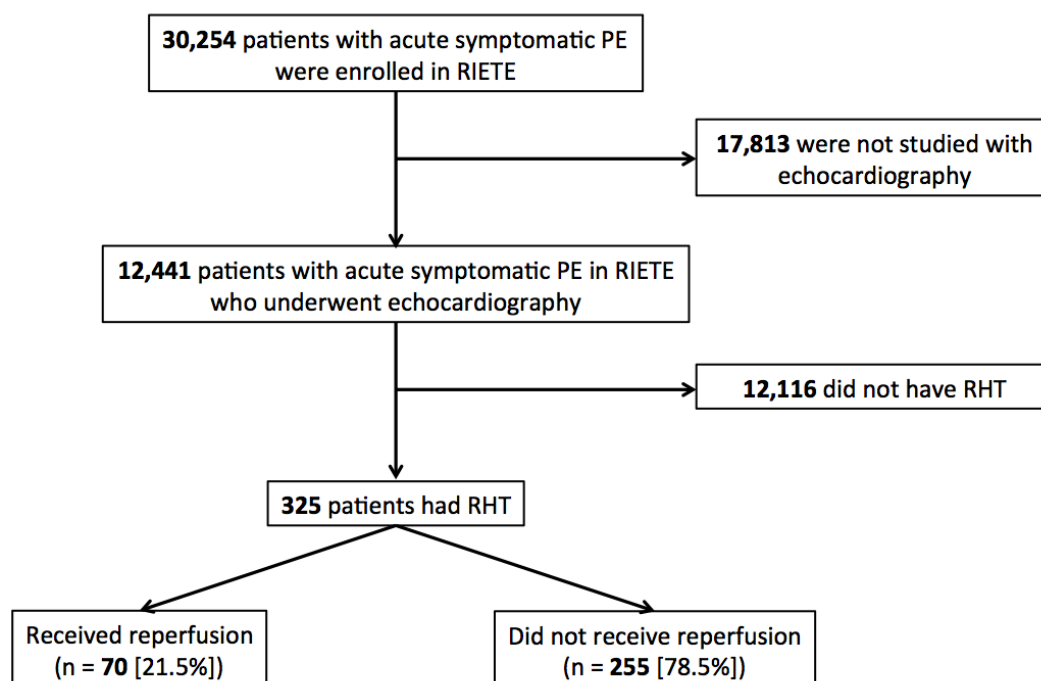 30,254 patients with acute symptomatic PE
were enrolled in RIETE
17,813 were not studied with
echocardiography
12,441 patients with acute symptomatic PE in RIETE
who underwent echocardiography
12,116 did not have RHT
325 patients had RHT
Received reperfusion
(n = 70 [21.5%])
Did not receive reperfusion
(n = 255 [78.5%])